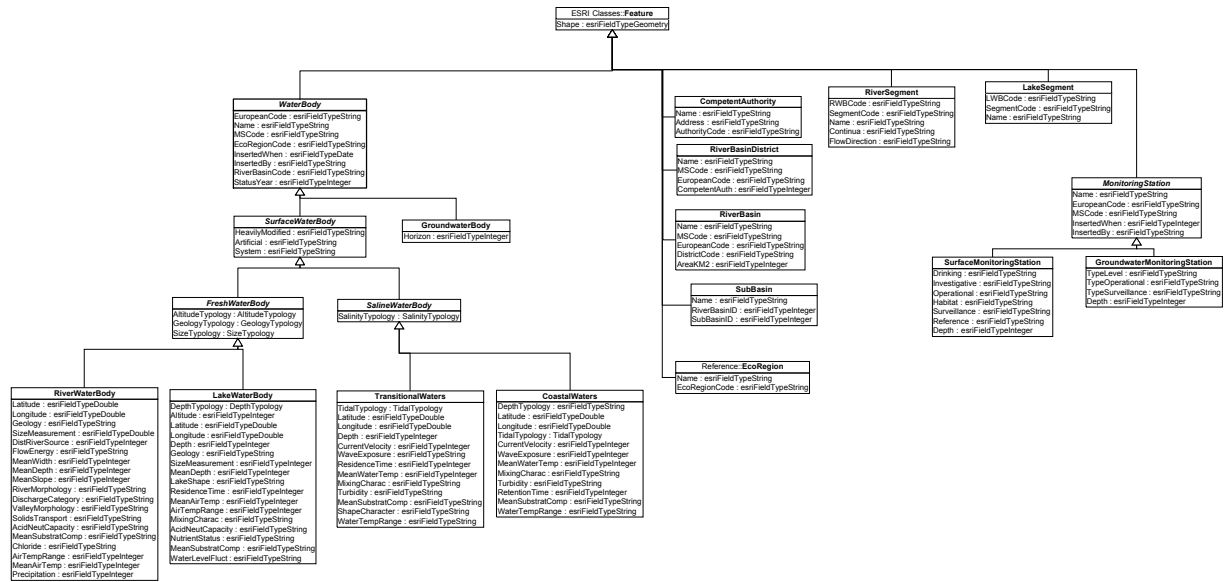 ESRI Classes::Feature
Shape : esriFieldTypeGeometry
WaterBody
EuropeanCode : esriFieldTypeString
Name : esriFieldTypeString
MSCode : esriFieldTypeString
EcoRegionCode : esriFieldTypeString
InsertedWhen : esriFieldTypeDate
InsertedBy : esriFieldTypeString
RiverBasinCode : esriFieldTypeString
StatusYear : esriFieldTypeInteger
CompetentAuthority
Name : esriFieldTypeString
Address : esriFieldTypeString
AuthorityCode : esriFieldTypeString
RiverSegment
RWBCode : esriFieldTypeString
SegmentCode : esriFieldTypeString
Name : esriFieldTypeString
Continua : esriFieldTypeString
FlowDirection : esriFieldTypeString
LakeSegment
LWBCode : esriFieldTypeString
SegmentCode : esriFieldTypeString
Name : esriFieldTypeString
RiverBasinDistrict
Name : esriFieldTypeString
MSCode : esriFieldTypeString
EuropeanCode : esriFieldTypeString
CompetentAuth : esriFieldTypeInteger
MonitoringStation
Name : esriFieldTypeString
EuropeanCode : esriFieldTypeString
MSCode : esriFieldTypeString
InsertedWhen : esriFieldTypeInteger
InsertedBy : esriFieldTypeString
SurfaceWaterBody
HeavilyModified : esriFieldTypeString
Artificial : esriFieldTypeString
System : esriFieldTypeString
GroundwaterBody
Horizon : esriFieldTypeInteger
RiverBasin
Name : esriFieldTypeString
MSCode : esriFieldTypeString
EuropeanCode : esriFieldTypeString
DistrictCode : esriFieldTypeString
AreaKM2 : esriFieldTypeInteger
SurfaceMonitoringStation
Drinking : esriFieldTypeString
Investigative : esriFieldTypeString
Operational : esriFieldTypeString
Habitat : esriFieldTypeString
Surveillance : esriFieldTypeString
Reference : esriFieldTypeString
Depth : esriFieldTypeInteger
GroundwaterMonitoringStation
TypeLevel : esriFieldTypeString
TypeOperational : esriFieldTypeString
TypeSurveillance : esriFieldTypeString
Depth : esriFieldTypeInteger
FreshWaterBody
AltitudeTypology : AltitudeTypology
GeologyTypology : GeologyTypology
SizeTypology : SizeTypology
SalineWaterBody
SalinityTypology : SalinityTypology
SubBasin
Name : esriFieldTypeString
RiverBasinID : esriFieldTypeInteger
SubBasinID : esriFieldTypeInteger
Reference::EcoRegion
Name : esriFieldTypeString
EcoRegionCode : esriFieldTypeString
RiverWaterBody
Latitude : esriFieldTypeDouble
Longitude : esriFieldTypeDouble
Geology : esriFieldTypeString
SizeMeasurement : esriFieldTypeDouble
DistRiverSource : esriFieldTypeInteger
FlowEnergy : esriFieldTypeString
MeanWidth : esriFieldTypeInteger
MeanDepth : esriFieldTypeInteger
MeanSlope : esriFieldTypeInteger
RiverMorphology : esriFieldTypeString
DischargeCategory : esriFieldTypeString
ValleyMorphology : esriFieldTypeString
SolidsTransport : esriFieldTypeString
AcidNeutCapacity : esriFieldTypeString
MeanSubstratComp : esriFieldTypeString
Chloride : esriFieldTypeString
AirTempRange : esriFieldTypeInteger
MeanAirTemp : esriFieldTypeInteger
Precipitation : esriFieldTypeInteger
LakeWaterBody
DepthTypology : DepthTypology
Altitude : esriFieldTypeInteger
Latitude : esriFieldTypeDouble
Longitude : esriFieldTypeDouble
Depth : esriFieldTypeInteger
Geology : esriFieldTypeString
SizeMeasurement : esriFieldTypeInteger
MeanDepth : esriFieldTypeInteger
LakeShape : esriFieldTypeString
ResidenceTime : esriFieldTypeInteger
MeanAirTemp : esriFieldTypeInteger
AirTempRange : esriFieldTypeInteger
MixingCharac : esriFieldTypeString
AcidNeutCapacity : esriFieldTypeString
NutrientStatus : esriFieldTypeString
MeanSubstratComp : esriFieldTypeString
WaterLevelFluct : esriFieldTypeString
TransitionalWaters
TidalTypology : TidalTypology
Latitude : esriFieldTypeDouble
Longitude : esriFieldTypeDouble
Depth : esriFieldTypeInteger
CurrentVelocity : esriFieldTypeInteger
WaveExposure : esriFieldTypeString
ResidenceTime : esriFieldTypeInteger
MeanWaterTemp : esriFieldTypeInteger
MixingCharac : esriFieldTypeString
Turbidity : esriFieldTypeString
MeanSubstratComp : esriFieldTypeString
ShapeCharacter : esriFieldTypeString
WaterTempRange : esriFieldTypeString
CoastalWaters
DepthTypology : esriFieldTypeString
Latitude : esriFieldTypeDouble
Longitude : esriFieldTypeDouble
TidalTypology : TidalTypology
CurrentVelocity : esriFieldTypeInteger
WaveExposure : esriFieldTypeInteger
MeanWaterTemp : esriFieldTypeInteger
MixingCharac : esriFieldTypeString
Turbidity : esriFieldTypeString
RetentionTime : esriFieldTypeInteger
MeanSubstratComp : esriFieldTypeString
WaterTempRange : esriFieldTypeString